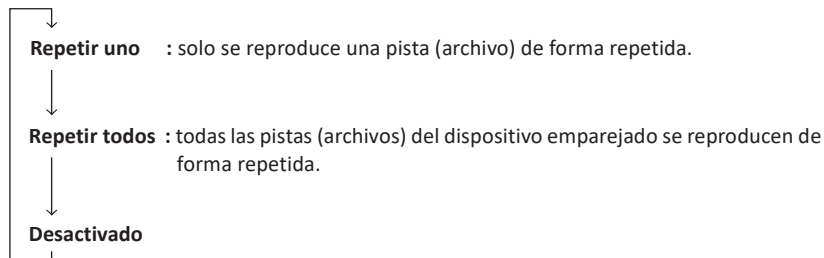 Repetir uno : solo se reproduce una pista (archivo) de forma repetida.
Repetir todos : todas las pistas (archivos) del dispositivo emparejado se reproducen de
forma repetida.
Desactivado